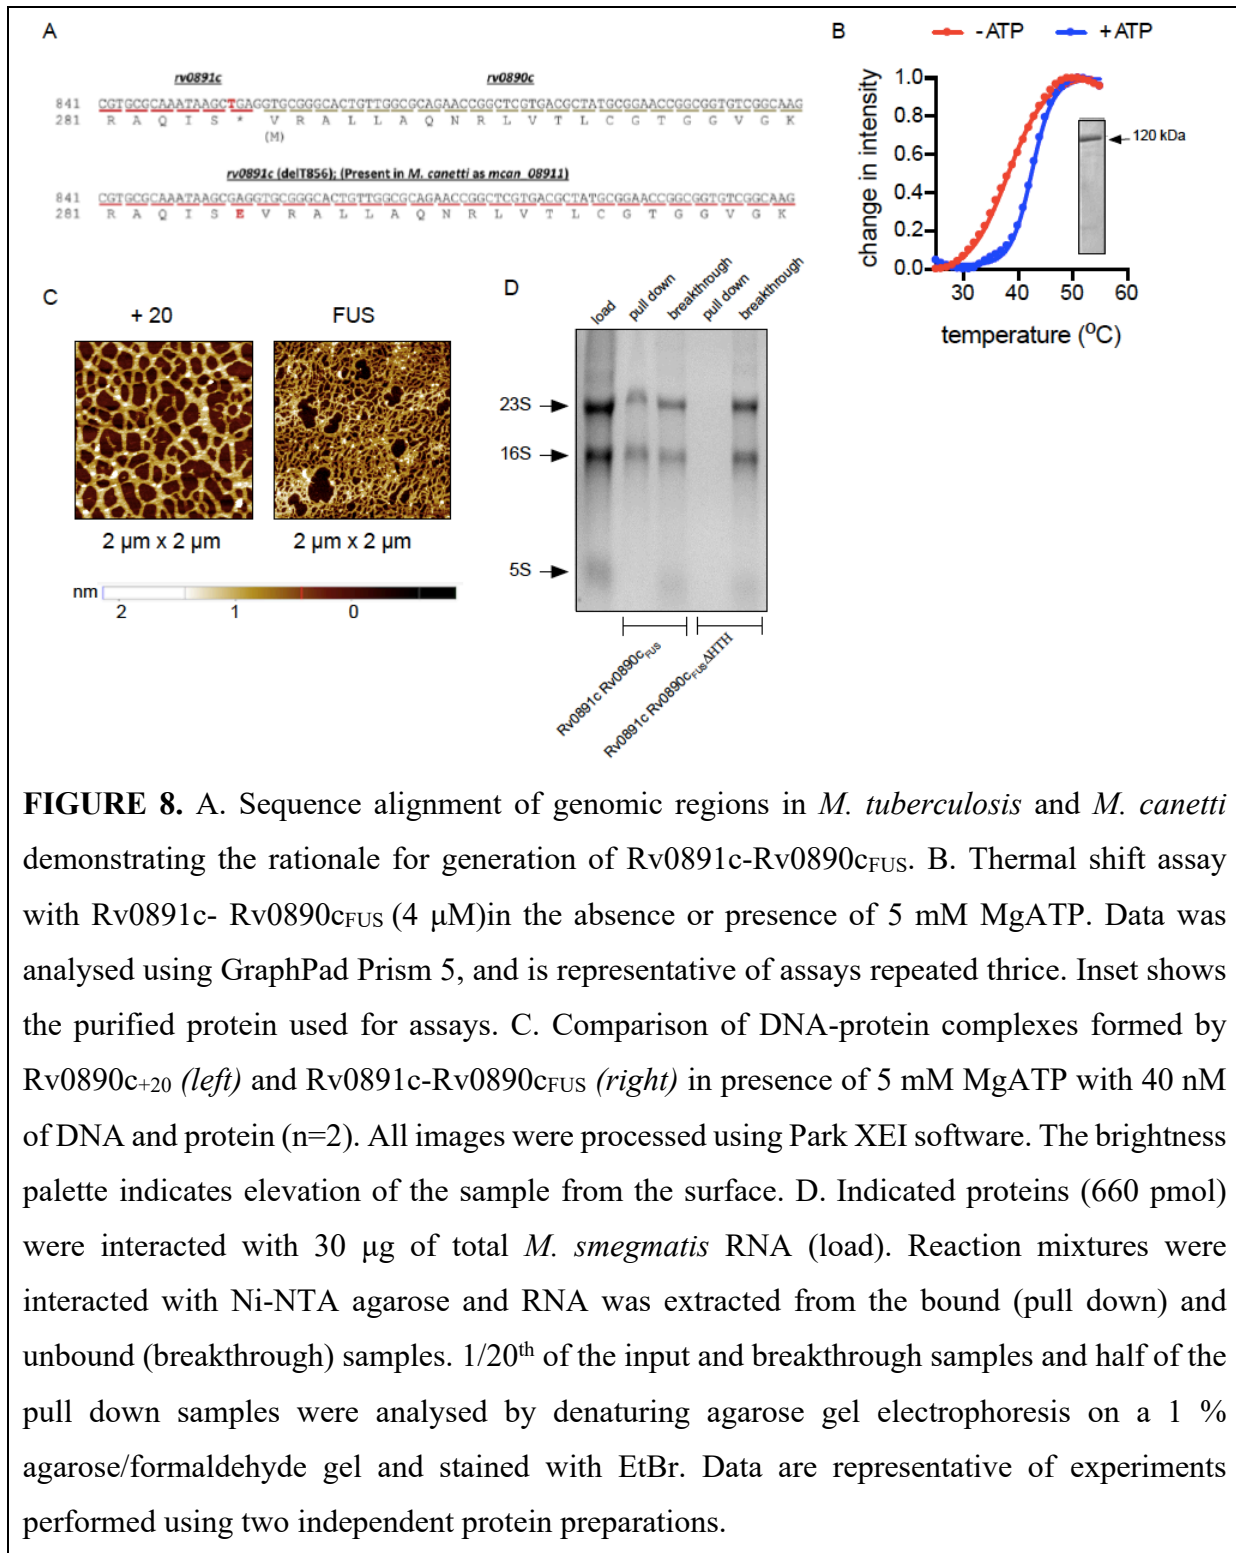 A
rv0891c rv0890c
841 CGTGCGCAAATAAGCTGAGGTGCGGGCACTGTTGGCGCAGAACCGGCTCGTGACGCTATGCGGAACCGGCGGTGTCGGCAAG
281 R A Q I S * V R A L L A Q N R L V T L C G T G G V G K
(M)
rv0891c (delT856); (Present in M. canetti as mcan_08911)
841 CGTGCGCAAATAAGCGAGGTGCGGGCACTGTTGGCGCAGAACCGGCTCGTGACGCTATGCGGAACCGGCGGTGTCGGCAAG
281 R A Q I S E V R A L L A Q N R L V T L C G T G G V G K
B
-ATP +ATP
change in intensity
1.0
0.8
0.6
0.4
0.2
0.0
30 40 50 60
temperature (°C)
120 kDa
C
+ 20 FUS
2 µm x 2 µm 2 µm x 2 µm
nm
2 1 0
D
load pull down breakthrough pull down breakthrough
23S
16S
5S
Rv0891c Rv0890cFUS
Rv0891c Rv0890cFUSΔHTH
FIGURE 8. A. Sequence alignment of genomic regions in M. tuberculosis and M. canetti
demonstrating the rationale for generation of Rv0891c-Rv0890cFUS. B. Thermal shift assay
with Rv0891c- Rv0890cFUS (4 µM)in the absence or presence of 5 mM MgATP. Data was
analysed using GraphPad Prism 5, and is representative of assays repeated thrice. Inset shows
the purified protein used for assays. C. Comparison of DNA-protein complexes formed by
Rv0890c+20 (left) and Rv0891c-Rv0890cFUS (right) in presence of 5 mM MgATP with 40 nM
of DNA and protein (n=2). All images were processed using Park XEI software. The brightness
palette indicates elevation of the sample from the surface. D. Indicated proteins (660 pmol)
were interacted with 30 µg of total M. smegmatis RNA (load). Reaction mixtures were
interacted with Ni-NTA agarose and RNA was extracted from the bound (pull down) and
unbound (breakthrough) samples. 1/20th of the input and breakthrough samples and half of the
pull down samples were analysed by denaturing agarose gel electrophoresis on a 1 %
agarose/formaldehyde gel and stained with EtBr. Data are representative of experiments
performed using two independent protein preparations.